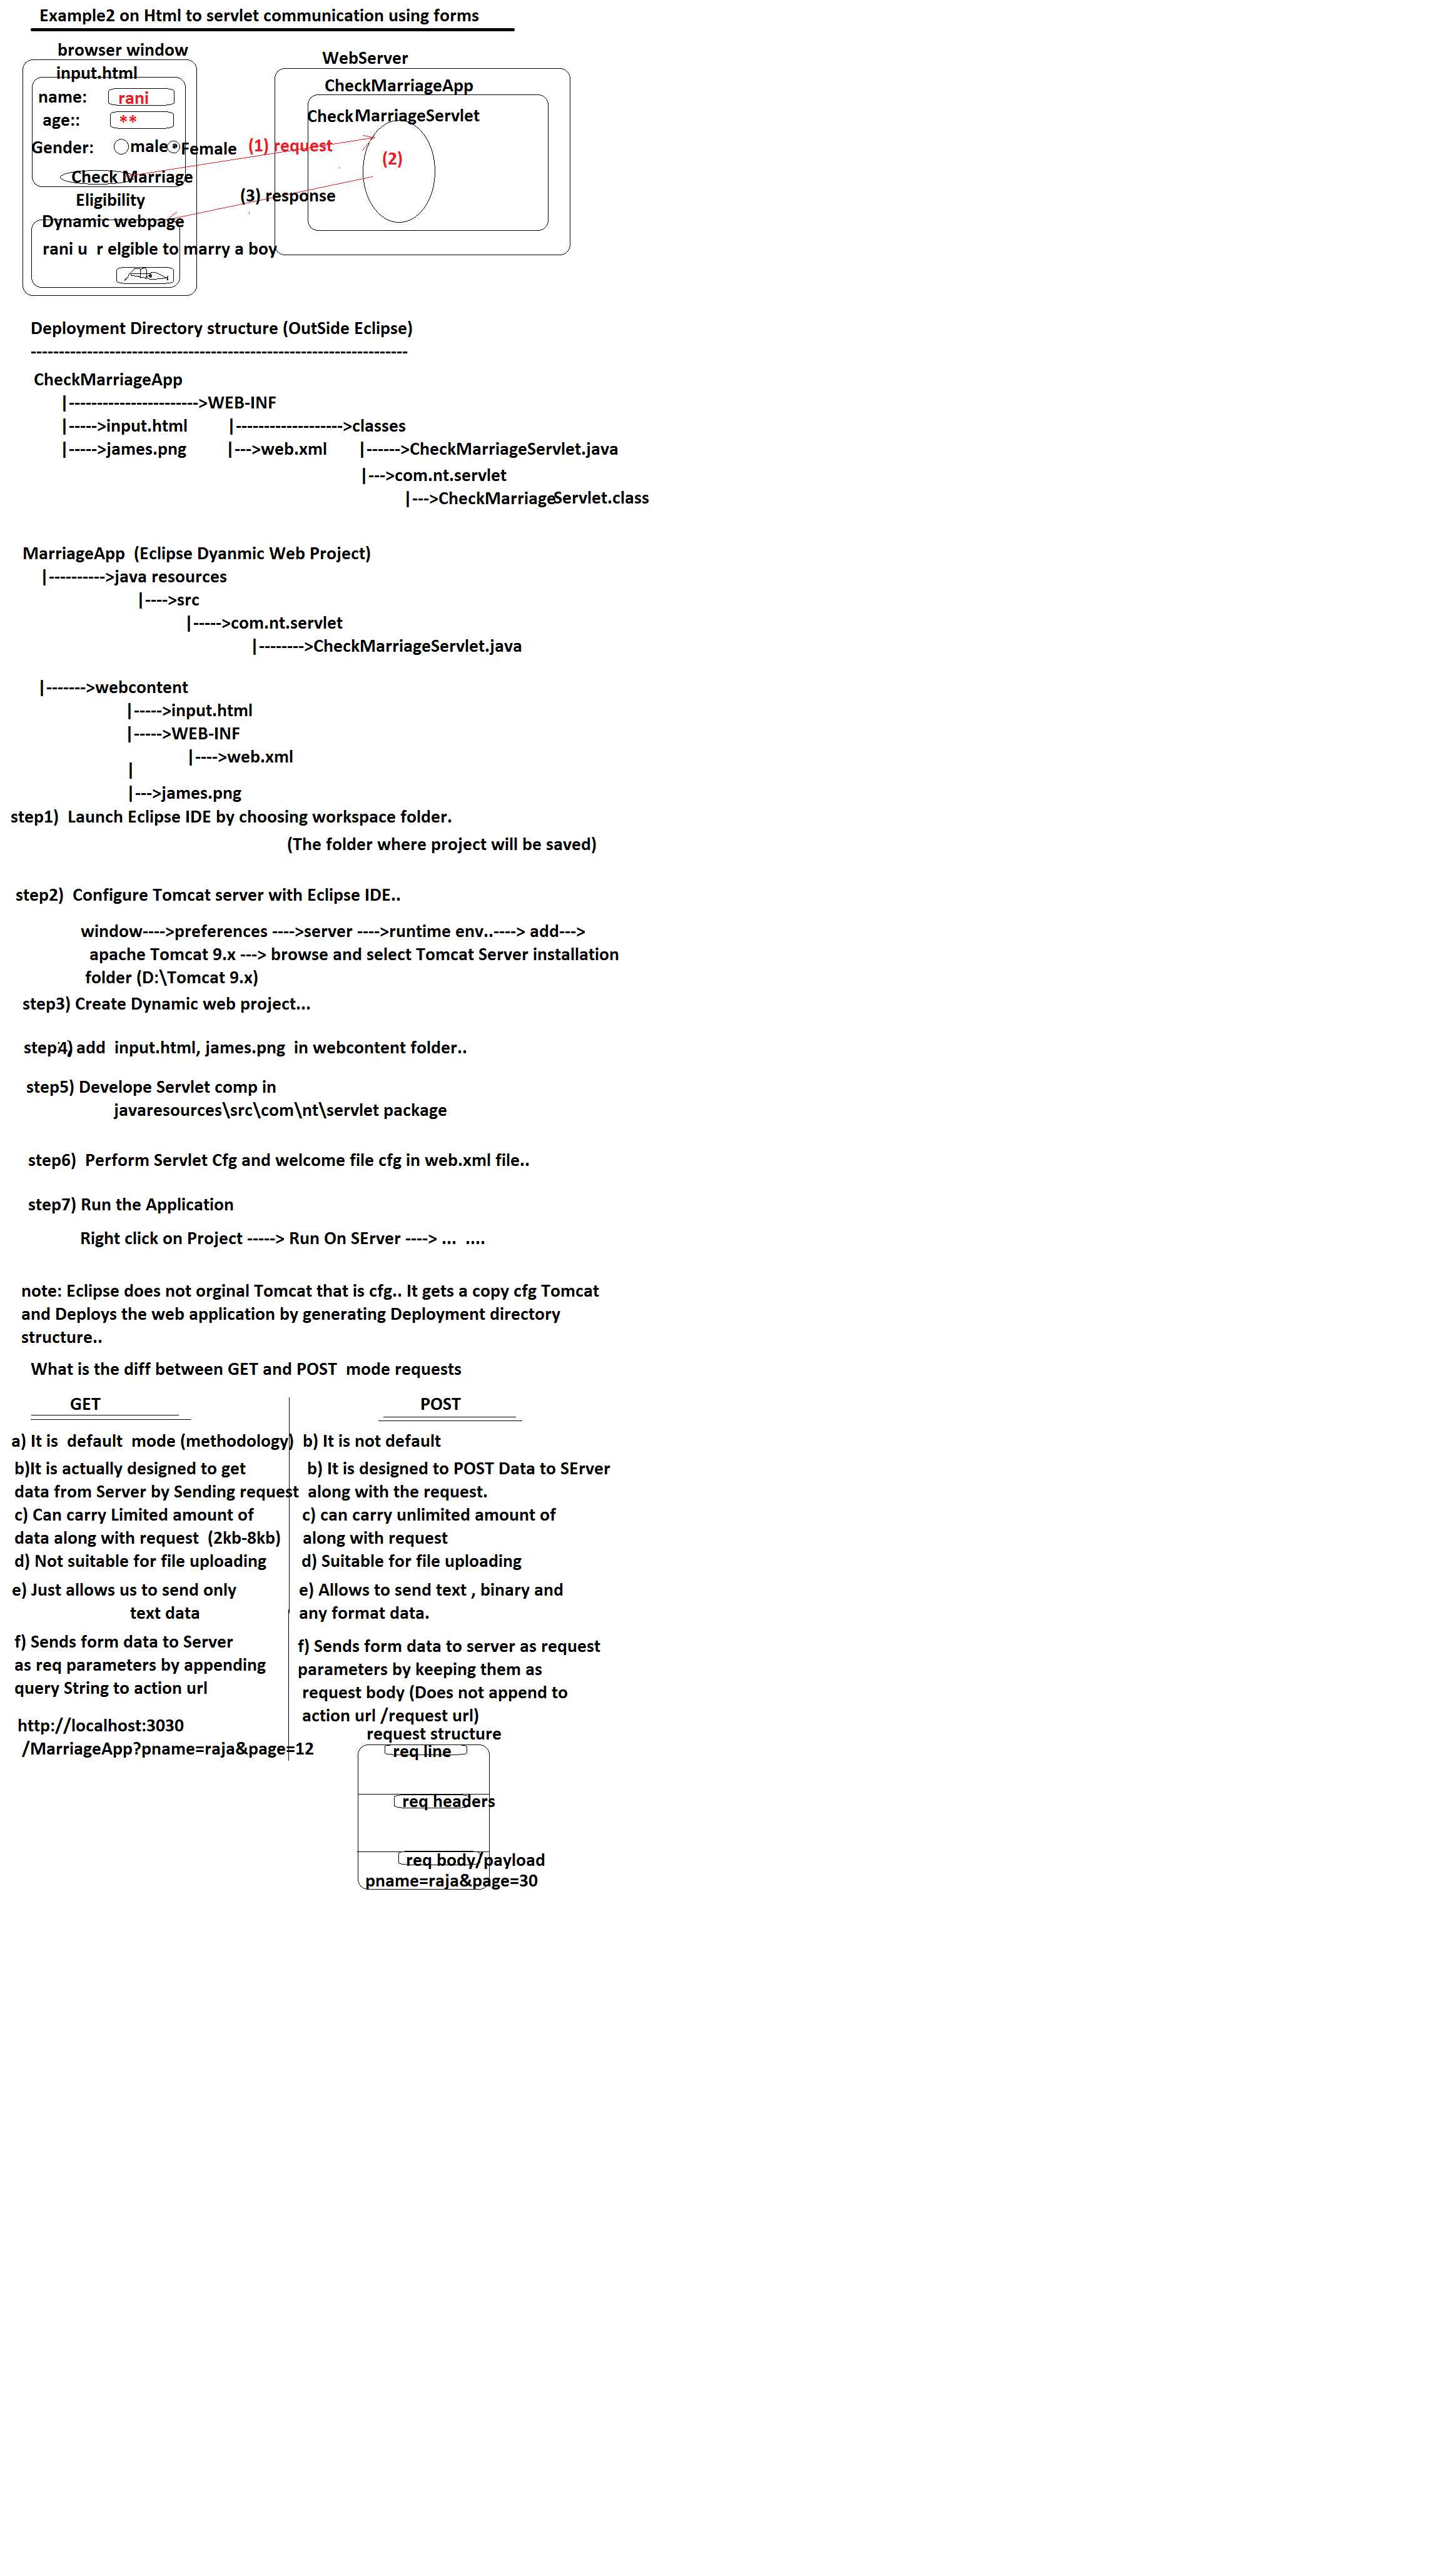 Example2 on Html to servlet communication using forms
browser window
input.html
name: rani
age:: **
Gender: male Female
Check Marriage
Eligibility
Dynamic webpage
rani u r elgible to marry a boy
WebServer
CheckMarriageApp
CheckMarriageServlet
(1) request
(2)
(3) response
Deployment Directory structure (OutSide Eclipse)
-------------------------------------------------------------------
CheckMarriageApp
|----------------------->WEB-INF
|----->input.html |------------------->classes
|----->james.png |--->web.xml |------>CheckMarriageServlet.java
|--->com.nt.servlet
|--->CheckMarriageServlet.class
MarriageApp (Eclipse Dyanmic Web Project)
|---------->java resources
|---->src
|----->com.nt.servlet
|-------->CheckMarriageServlet.java
|------->webcontent
|----->input.html
|----->WEB-INF
|---->web.xml
|
|--->james.png
step1) Launch Eclipse IDE by choosing workspace folder.
(The folder where project will be saved)
step2) Configure Tomcat server with Eclipse IDE..
window---->preferences ---->server ---->runtime env..----> add--->
apache Tomcat 9.x ---> browse and select Tomcat Server installation
folder (D:\Tomcat 9.x)
step3) Create Dynamic web project...
step4) add input.html, james.png in webcontent folder..
step5) Develope Servlet comp in
javaresources\src\com\nt\servlet package
step6) Perform Servlet Cfg and welcome file cfg in web.xml file..
step7) Run the Application
Right click on Project -----> Run On SErver ----> ... ....
note: Eclipse does not orginal Tomcat that is cfg.. It gets a copy cfg Tomcat
and Deploys the web application by generating Deployment directory
structure..
What is the diff between GET and POST mode requests
GET
a) It is default mode (methodology)
b)It is actually designed to get
data from Server by Sending request
c) Can carry Limited amount of
data along with request (2kb-8kb)
d) Not suitable for file uploading
e) Just allows us to send only
text data
f) Sends form data to Server
as req parameters by appending
query String to action url
http://localhost:3030
/MarriageApp?pname=raja&page=12
POST
b) It is not default
b) It is designed to POST Data to SErver
along with the request.
c) can carry unlimited amount of
along with request
d) Suitable for file uploading
e) Allows to send text , binary and
any format data.
f) Sends form data to server as request
parameters by keeping them as
request body (Does not append to
action url /request url)
request structure
req line
req headers
req body/payload
pname=raja&page=30